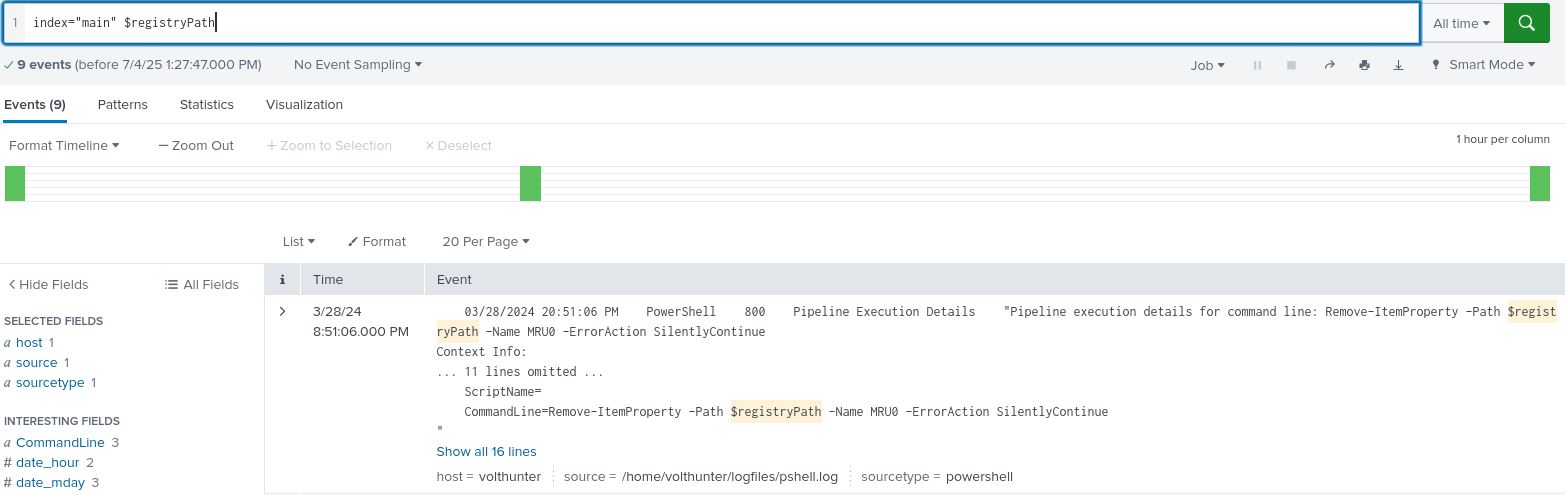 1 index="main" $registryPath
All time
9 events (before 7/4/25 1:27:47.000 PM) No Event Sampling
Job Smart Mode
Events (9) Patterns Statistics Visualization
Format Timeline − Zoom Out + Zoom to Selection × Deselect
1 hour per column
List Format 20 Per Page
< Hide Fields All Fields
i Time Event
SELECTED FIELDS
a host 1
a source 1
a sourcetype 1
INTERESTING FIELDS
a CommandLine 3
# date_hour 2
# date_mday 3
> 3/28/24
8:51:06.000 PM
03/28/2024 20:51:06 PM PowerShell 800 Pipeline Execution Details "Pipeline execution details for command line: Remove-ItemProperty -Path $regist
ryPath -Name MRU0 -ErrorAction SilentlyContinue
Context Info:
... 11 lines omitted ...
ScriptName=
CommandLine=Remove-ItemProperty -Path $registryPath -Name MRU0 -ErrorAction SilentlyContinue
"
Show all 16 lines
host = volthunter source = /home/volthunter/logfiles/pshell.log sourcetype = powershell